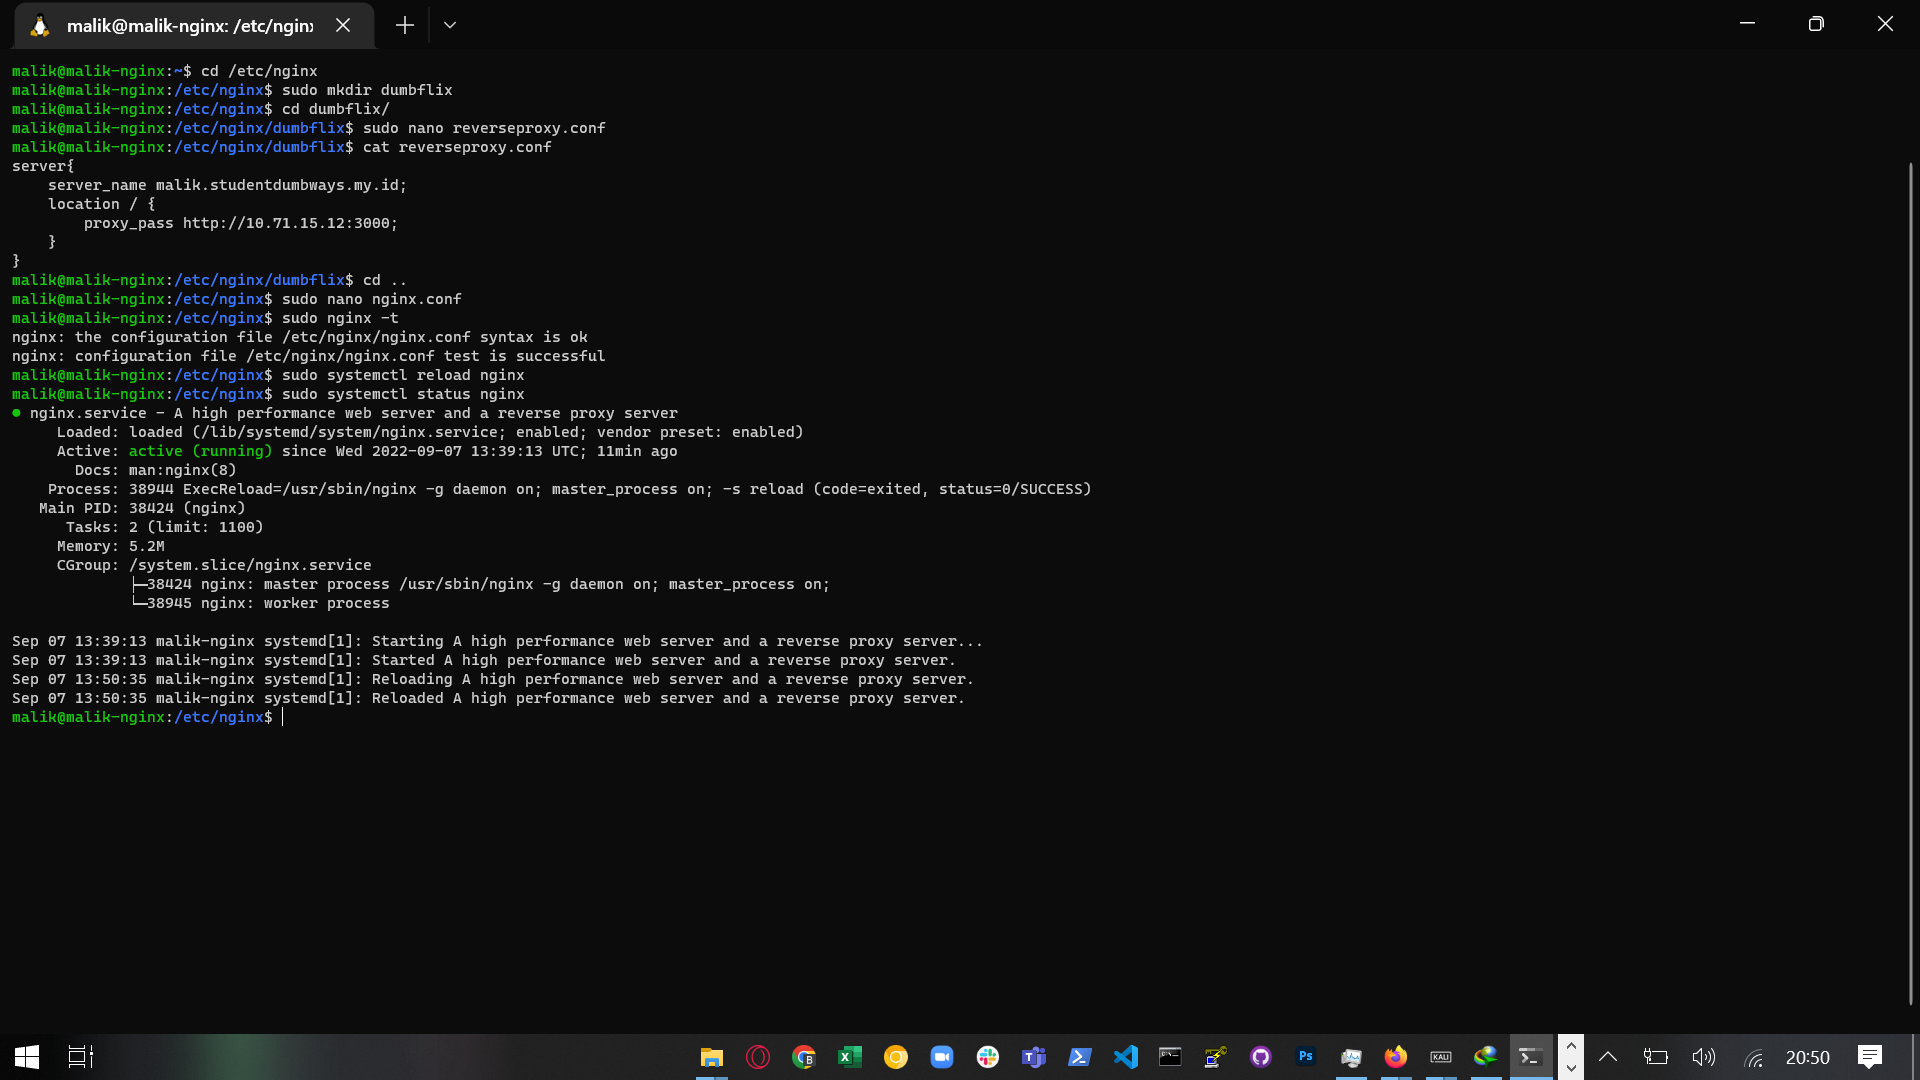 malik@malik-nginx: /etc/nginx
malik@malik-nginx:~$ cd /etc/nginx
malik@malik-nginx:/etc/nginx$ sudo mkdir dumbflix
malik@malik-nginx:/etc/nginx$ cd dumbflix/
malik@malik-nginx:/etc/nginx/dumbflix$ sudo nano reverseproxy.conf
malik@malik-nginx:/etc/nginx/dumbflix$ cat reverseproxy.conf
server{
    server_name malik.studentdumbways.my.id;
    location / {
        proxy_pass http://10.71.15.12:3000;
    }
}
malik@malik-nginx:/etc/nginx/dumbflix$ cd ..
malik@malik-nginx:/etc/nginx$ sudo nano nginx.conf
malik@malik-nginx:/etc/nginx$ sudo nginx -t
nginx: the configuration file /etc/nginx/nginx.conf syntax is ok
nginx: configuration file /etc/nginx/nginx.conf test is successful
malik@malik-nginx:/etc/nginx$ sudo systemctl reload nginx
malik@malik-nginx:/etc/nginx$ sudo systemctl status nginx
● nginx.service - A high performance web server and a reverse proxy server
     Loaded: loaded (/lib/systemd/system/nginx.service; enabled; vendor preset: enabled)
     Active: active (running) since Wed 2022-09-07 13:39:13 UTC; 11min ago
       Docs: man:nginx(8)
    Process: 38944 ExecReload=/usr/sbin/nginx -g daemon on; master_process on; -s reload (code=exited, status=0/SUCCESS)
   Main PID: 38424 (nginx)
      Tasks: 2 (limit: 1100)
     Memory: 5.2M
     CGroup: /system.slice/nginx.service
             ├─38424 nginx: master process /usr/sbin/nginx -g daemon on; master_process on;
             └─38945 nginx: worker process
Sep 07 13:39:13 malik-nginx systemd[1]: Starting A high performance web server and a reverse proxy server...
Sep 07 13:39:13 malik-nginx systemd[1]: Started A high performance web server and a reverse proxy server.
Sep 07 13:50:35 malik-nginx systemd[1]: Reloading A high performance web server and a reverse proxy server.
Sep 07 13:50:35 malik-nginx systemd[1]: Reloaded A high performance web server and a reverse proxy server.
malik@malik-nginx:/etc/nginx$
Ps
KALI
20:50